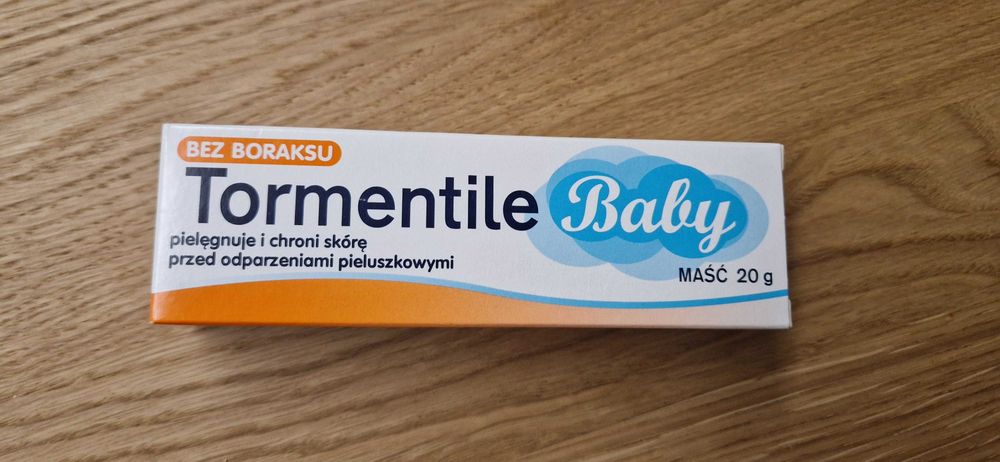 BEZ BORAKSU
Tormentile Baby
pielęgnuje i chroni skórę
przed odparzeniami pieluszkowymi
MAŚĆ 20 g